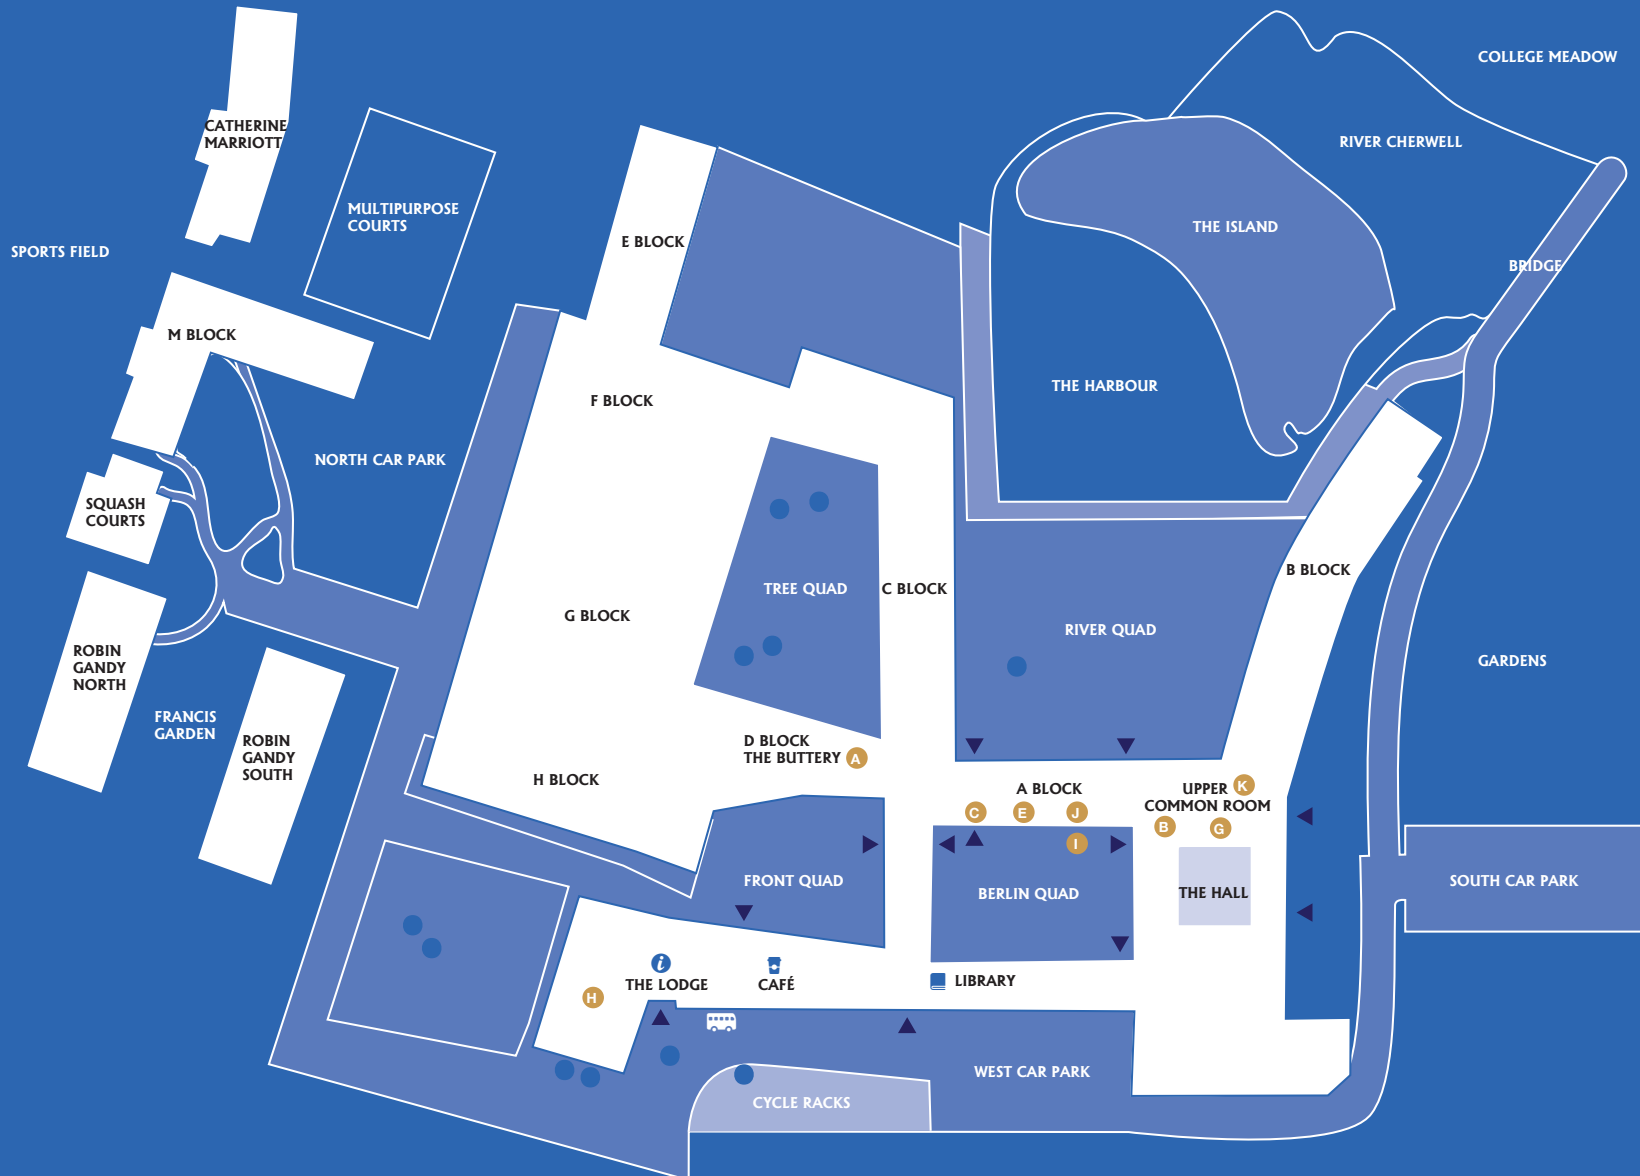 COLLEGE MEADOW
CATHERINE
MARRIOTT
RIVER CHERWELL
MULTIPURPOSE
COURTS
THE ISLAND
E BLOCK
SPORTS FIELD
BRIDGE
M BLOCK
THE HARBOUR
F BLOCK
NORTH CAR PARK
SQUASH
COURTS
B BLOCK
TREE QUAD
C BLOCK
G BLOCK
RIVER QUAD
ROBIN
GANDY
NORTH
GARDENS
FRANCIS
GARDEN
ROBIN
GANDY
SOUTH
D BLOCK
THE BUTTERY A
H BLOCK
A BLOCK
UPPER K
COMMON ROOM
C E J
B G
I
FRONT QUAD
BERLIN QUAD
THE HALL
SOUTH CAR PARK
i
THE LODGE
CAFÉ
LIBRARY
H
WEST CAR PARK
CYCLE RACKS